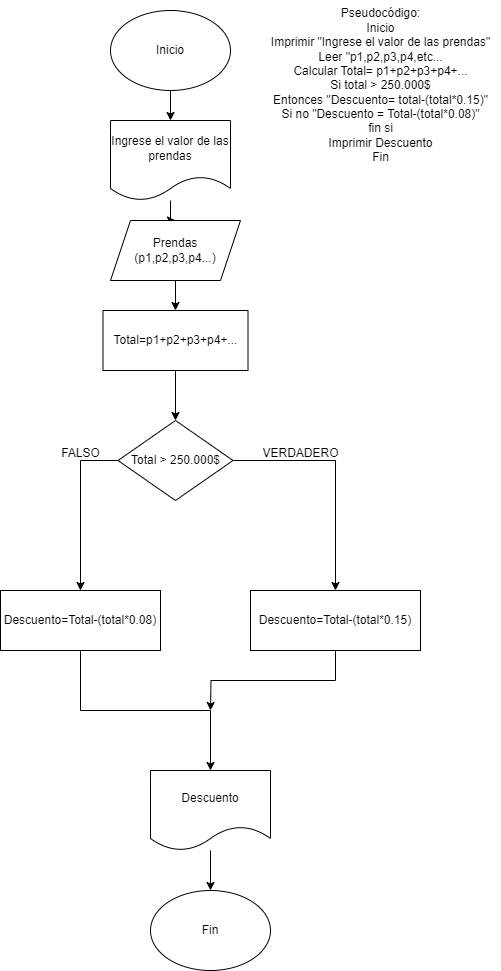 Pseudocódigo:
Inicio
Imprimir "Ingrese el valor de las prendas"
Leer "p1,p2,p3,p4,etc...
Calcular Total= p1+p2+p3+p4+...
Si total > 250.000$
Entonces "Descuento= total-(total*0.15)"
Si no "Descuento = Total-(total*0.08)"
fin si
Imprimir Descuento
Fin
Inicio
Ingrese el valor de las
prendas
Prendas
(p1,p2,p3,p4...)
Total=p1+p2+p3+p4+...
FALSO
VERDADERO
Total > 250.000$
Descuento=Total-(total*0.08)
Descuento=Total-(total*0.15)
Descuento
Fin